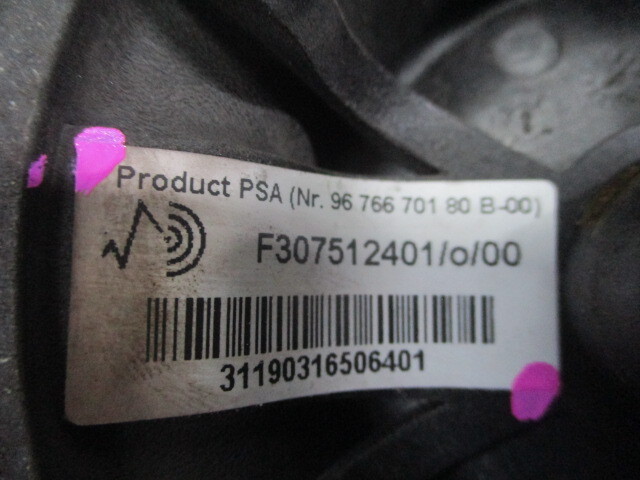 Product PSA (Nr. 96 766 701 80 B-00)
F307512401/o/00
31190316506401